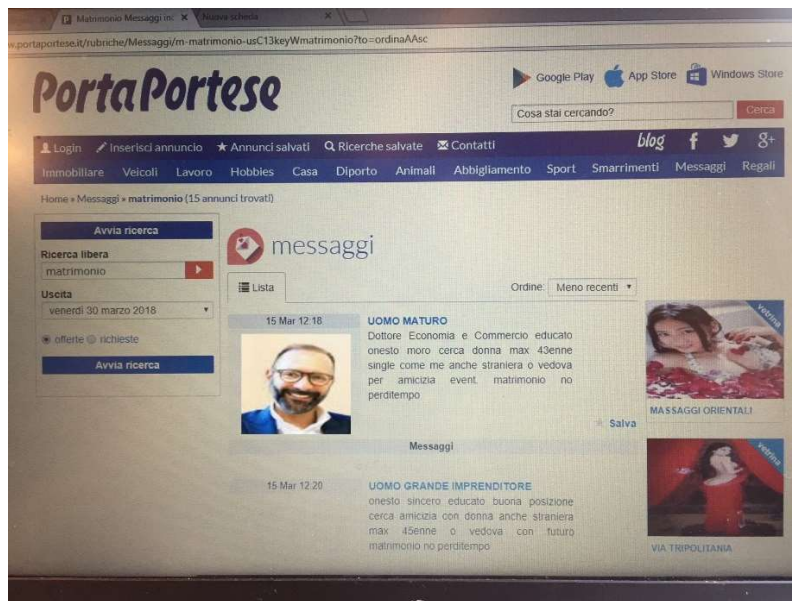 Matrimonio Messaggi in:
Nuova scheda
w.portaportese.it/rubriche/Messaggi/m-matrimonio-usC13keyWmatrimonio?to=ordinaAAsc
PortaPortese
Google Play
App Store
Windows Store
Cosa stai cercando?
Cerca
Login
Inserisci annuncio
Annunci salvati
Ricerche salvate
Contatti
blog
f
g+
Immobiliare Veicoli Lavoro Hobbies Casa Diporto Animali Abbigliamento Sport Smarrimenti Messaggi Regali
Home » Messaggi » matrimonio (15 annunci trovati)
Avvia ricerca
Ricerca libera
matrimonio
Uscita
venerdì 30 marzo 2018
offerte richieste
Avvia ricerca
messaggi
Lista
Ordine: Meno recenti
15 Mar 12:18
UOMO MATURO
Dottore Economia e Commercio educato
onesto moro cerca donna max 43enne
single come me anche straniera o vedova
per amicizia event. matrimonio no
perditempo
Salva
Messaggi
15 Mar 12:20
UOMO GRANDE IMPRENDITORE
onesto sincero educato buona posizione
cerca amicizia con donna anche straniera
max 45enne o vedova con futuro
matrimonio no perditempo
vetrina
MASSAGGI ORIENTALI
vetrina
VIA TRIPOLITANIA